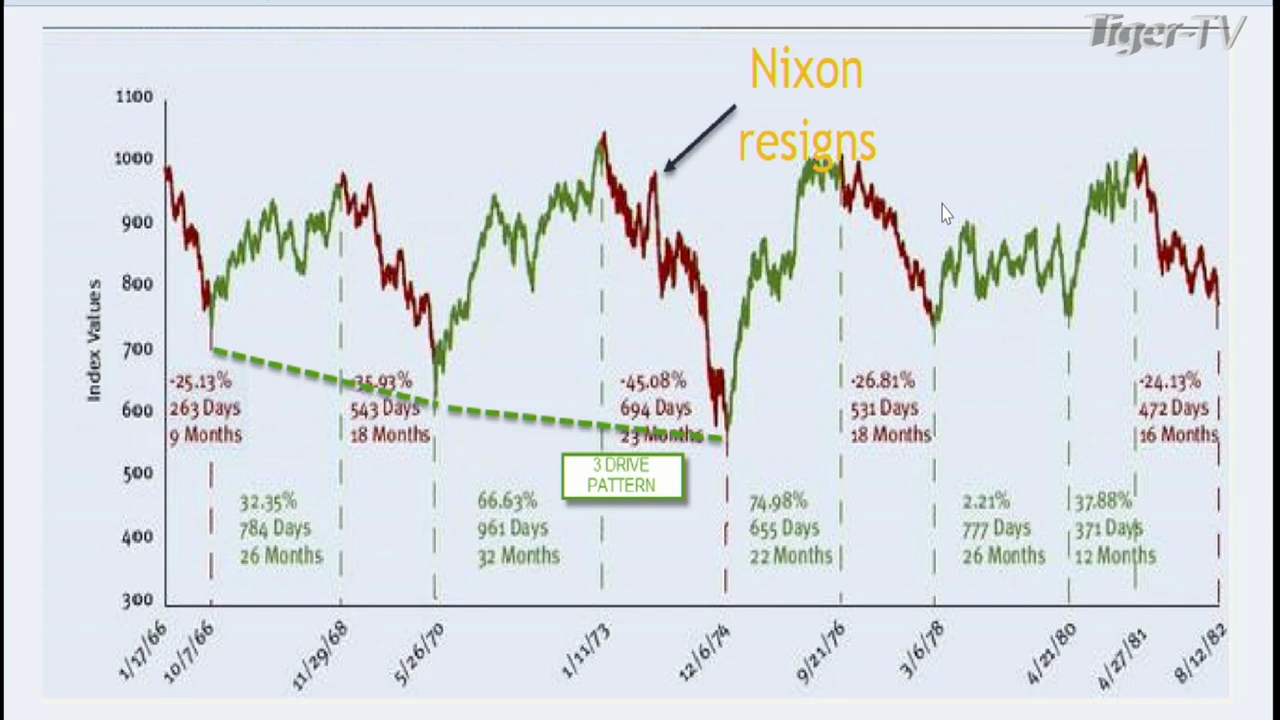 Tiger-TV
Nixon
resigns
1100
1000
900
800
700
600
500
400
300
Index Values
-25.13%
263 Days
9 Months
-35.93%
543 Days
18 Months
-45.08%
694 Days
23 Months
-26.81%
531 Days
18 Months
-24.13%
472 Days
16 Months
3 DRIVE
PATTERN
32.35%
784 Days
26 Months
66.63%
961 Days
32 Months
74.98%
655 Days
22 Months
2.21%
777 Days
26 Months
37.88%
371 Days
12 Months
1/17/66
10/7/66
11/29/68
5/26/70
1/11/73
12/6/74
9/21/76
3/6/78
4/21/80
4/27/81
8/12/82